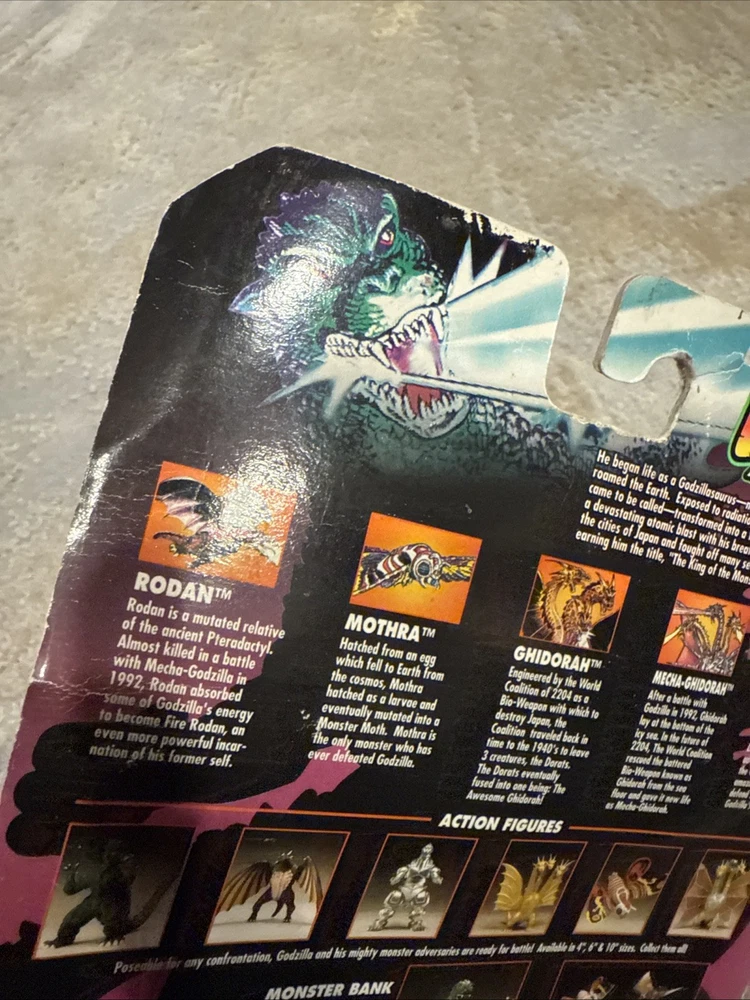 He began life as a Godzillasaurus—
roamed the Earth. Exposed to
came to be called—transformed into a
a devastating atomic blast with his
the cities of Japan and fought off many
earning him the title, "The King of the
RODAN™
Rodan is a mutated relative
of the ancient Pteradactyl.
Almost killed in a battle
with Mecha-Godzilla in
1992, Rodan absorbed
some of Godzilla's energy
to become Fire Rodan, an
even more powerful incar-
nation of his former self.
MOTHRA™
Hatched from an egg
which fell to Earth from
the cosmos, Mothra
hatched as a larvae and
eventually mutated into a
Monster Moth. Mothra is
the only monster who has
ever defeated Godzilla.
GHIDORAH™
Engineered by the World
Coalition of 2204 as a
Bio-Weapon with which to
destroy Japan, the
Coalition traveled back in
time to the 1940's to leave
3 creatures, the Dorats.
The Dorats eventually
fused into one being: The
Awesome Ghidorah!
MECHA-GHIDORAH™
After a battle with
Godzilla in 1992, Ghidorah
lay at the bottom of the
icy sea. In the future of
2204, The World Coalition
rescued the battered
Bio-Weapon known as
Ghidorah from the sea
floor and gave it new life
as Mecha-Ghidorah.
ACTION FIGURES
Poseable for any confrontation, Godzilla and his mighty monster adversaries are ready for battle! Available in 4", 6" & 10" sizes. Collect them all!
MONSTER BANK